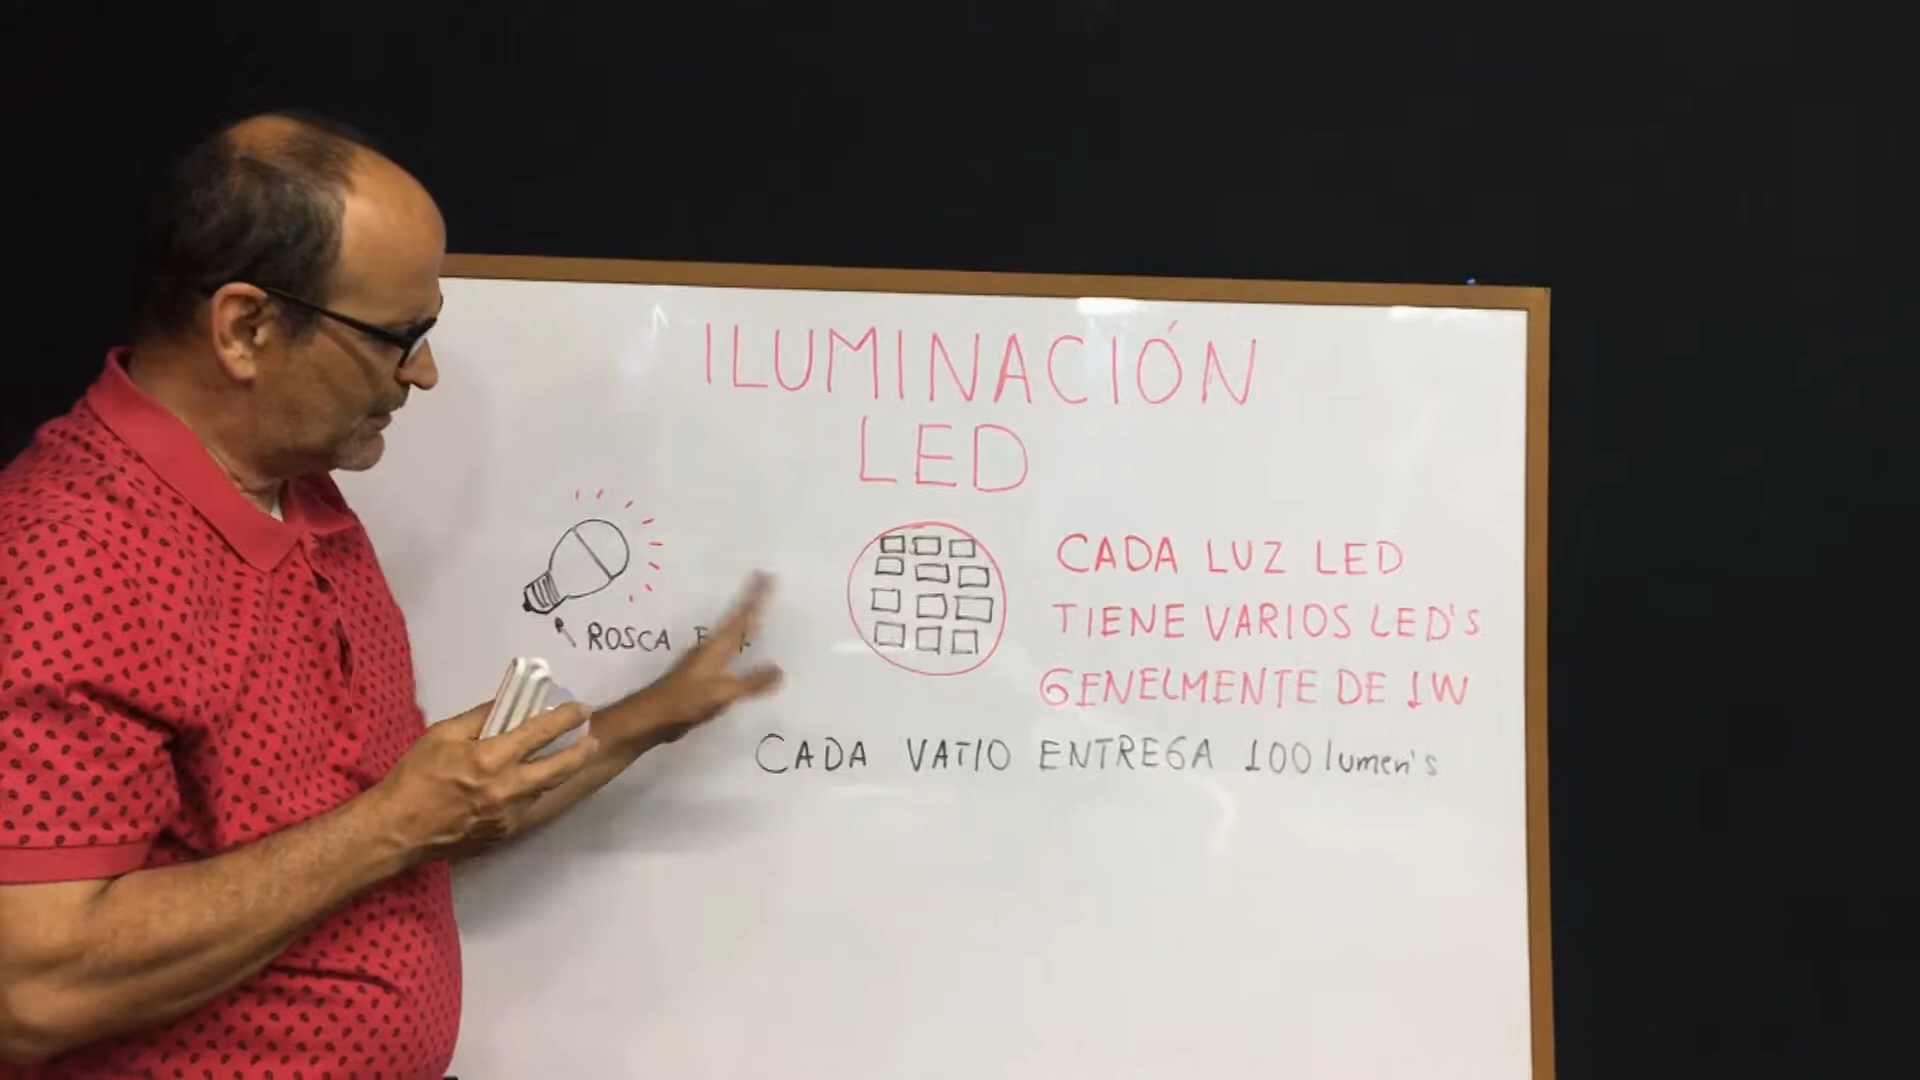 ILUMINACIÓN
LED
CADA LUZ LED
TIENE VARIOS LED'S
GENELMENTE DE 1W
ROSCA
CADA VATIO ENTREGA 100 lumen's